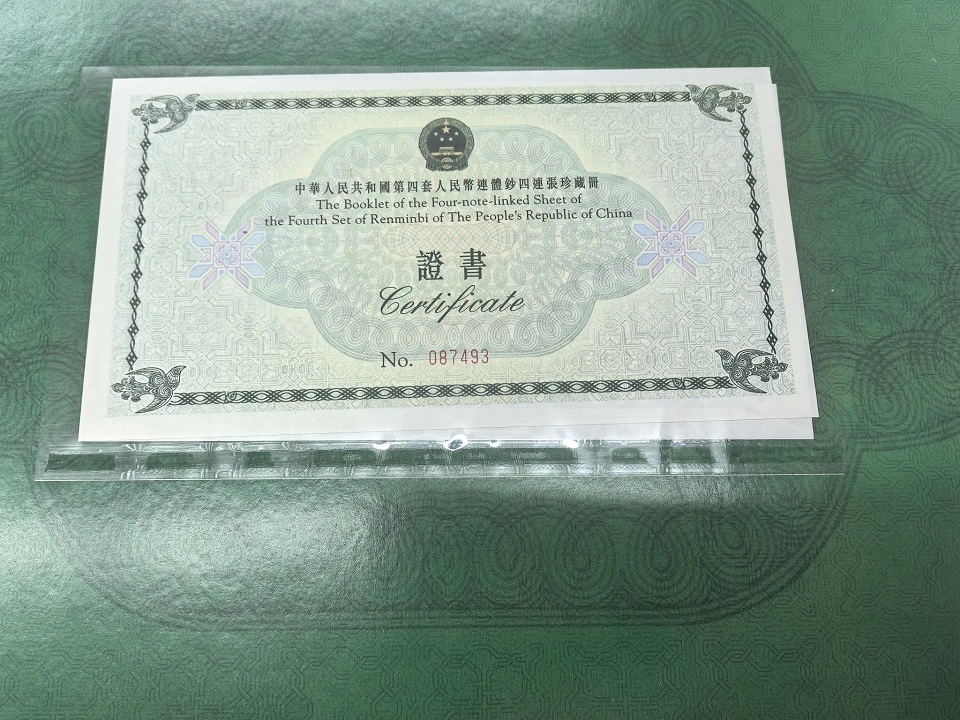 中華人民共和國第四套人民幣連體鈔四連張珍藏冊
The Booklet of the Four-note-linked Sheet of
the Fourth Set of Renminbi of The People's Republic of China
證書
Certificate
No. 087493